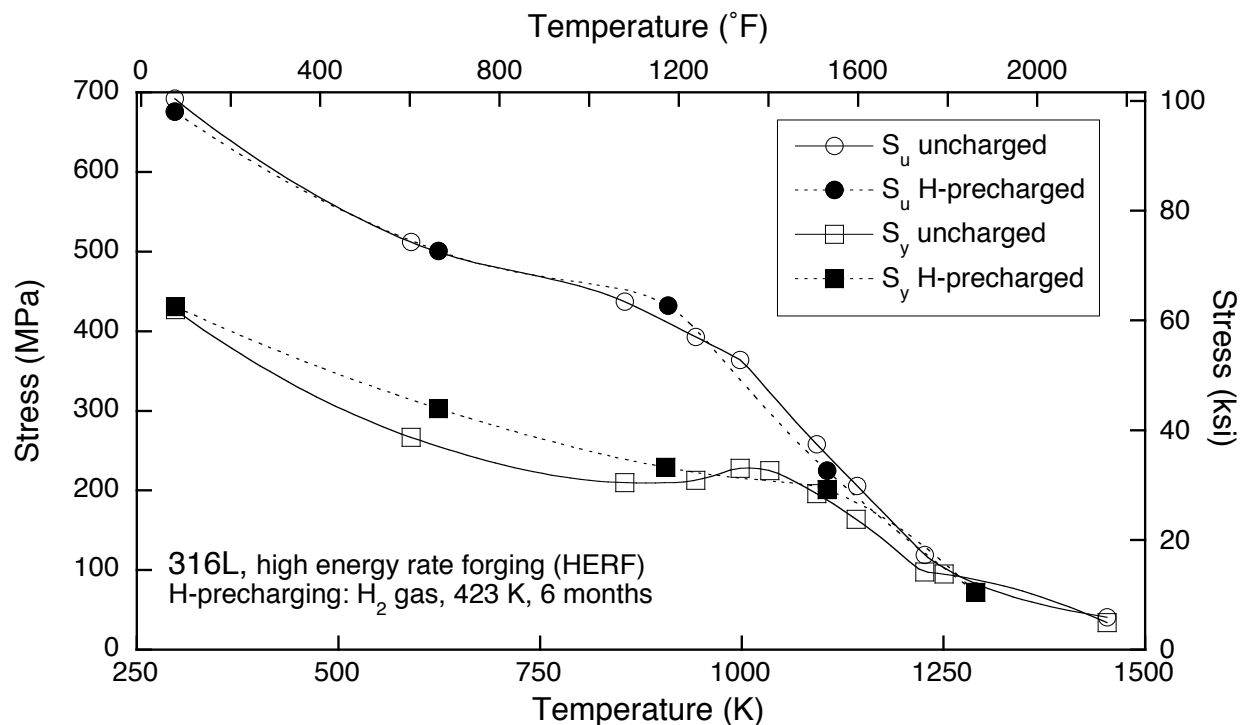 Temperature (˚F)
0 400 800 1200 1600 2000
700
600
500
400
300
200
100
0
Stress (MPa)
100
80
60
40
20
0
Stress (ksi)
S_u uncharged
S_u H-precharged
S_y uncharged
S_y H-precharged
316L, high energy rate forging (HERF)
H-precharging: H_2 gas, 423 K, 6 months
250 500 750 1000 1250 1500
Temperature (K)